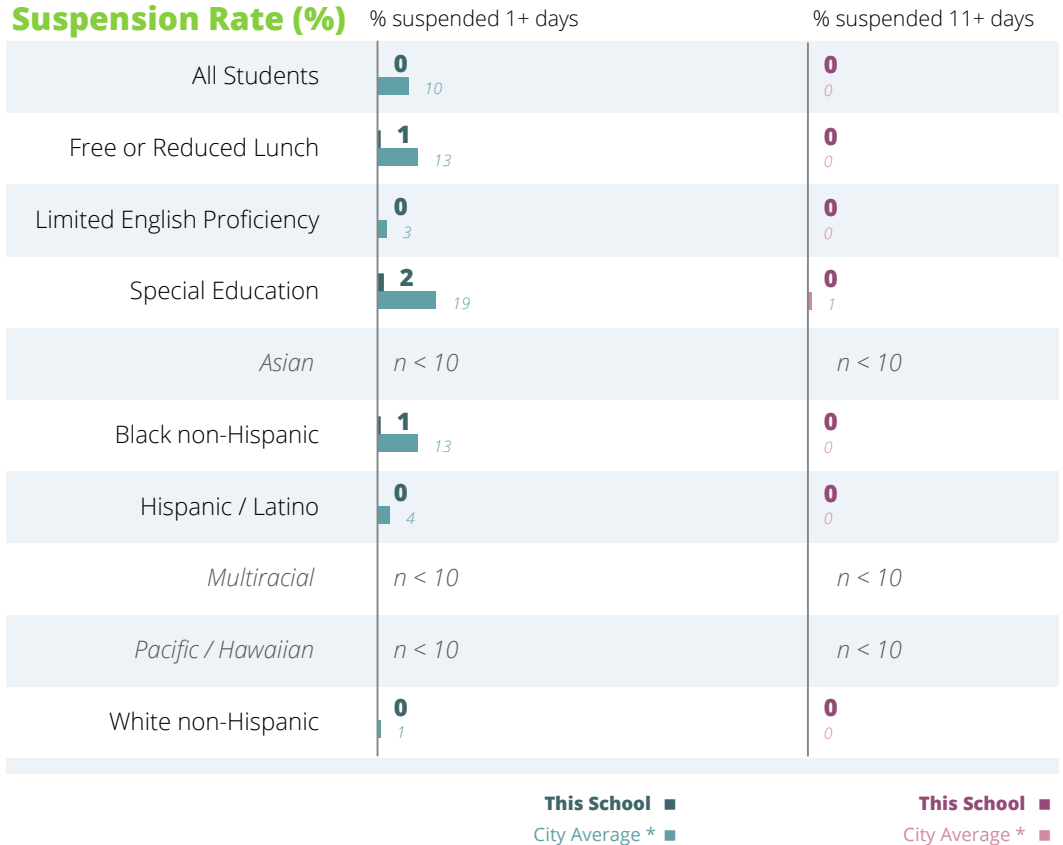 Suspension Rate (%) % suspended 1+ days % suspended 11+ days
All Students 0 0
10 0
Free or Reduced Lunch 1 0
13 0
Limited English Proficiency 0 0
3 0
Special Education 2 0
19 1
Asian n < 10 n < 10
Black non-Hispanic 1 0
13 0
Hispanic / Latino 0 0
4 0
Multiracial n < 10 n < 10
Pacific / Hawaiian n < 10 n < 10
White non-Hispanic 0 0
1 0
This School This School
City Average * City Average *